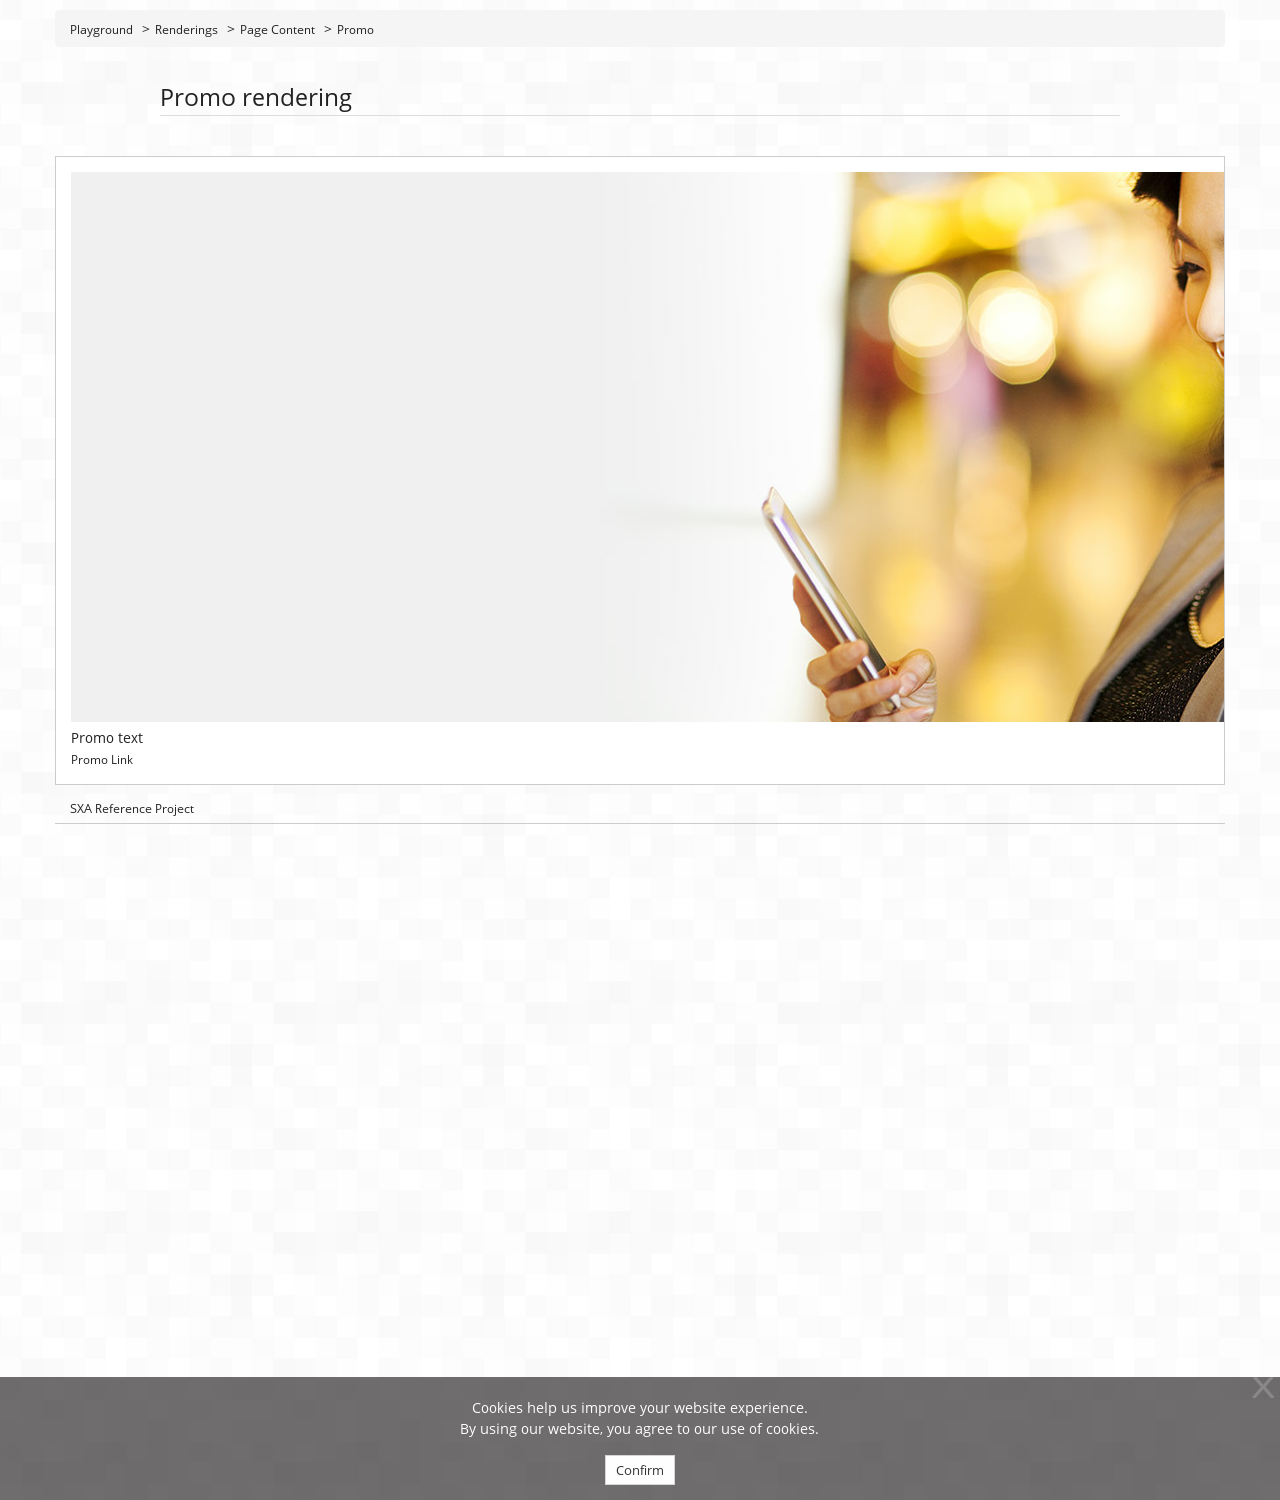 Playground > Renderings > Page Content > Promo
Promo rendering
Promo text
Promo Link
SXA Reference Project
X
Cookies help us improve your website experience.
By using our website, you agree to our use of cookies.
Confirm